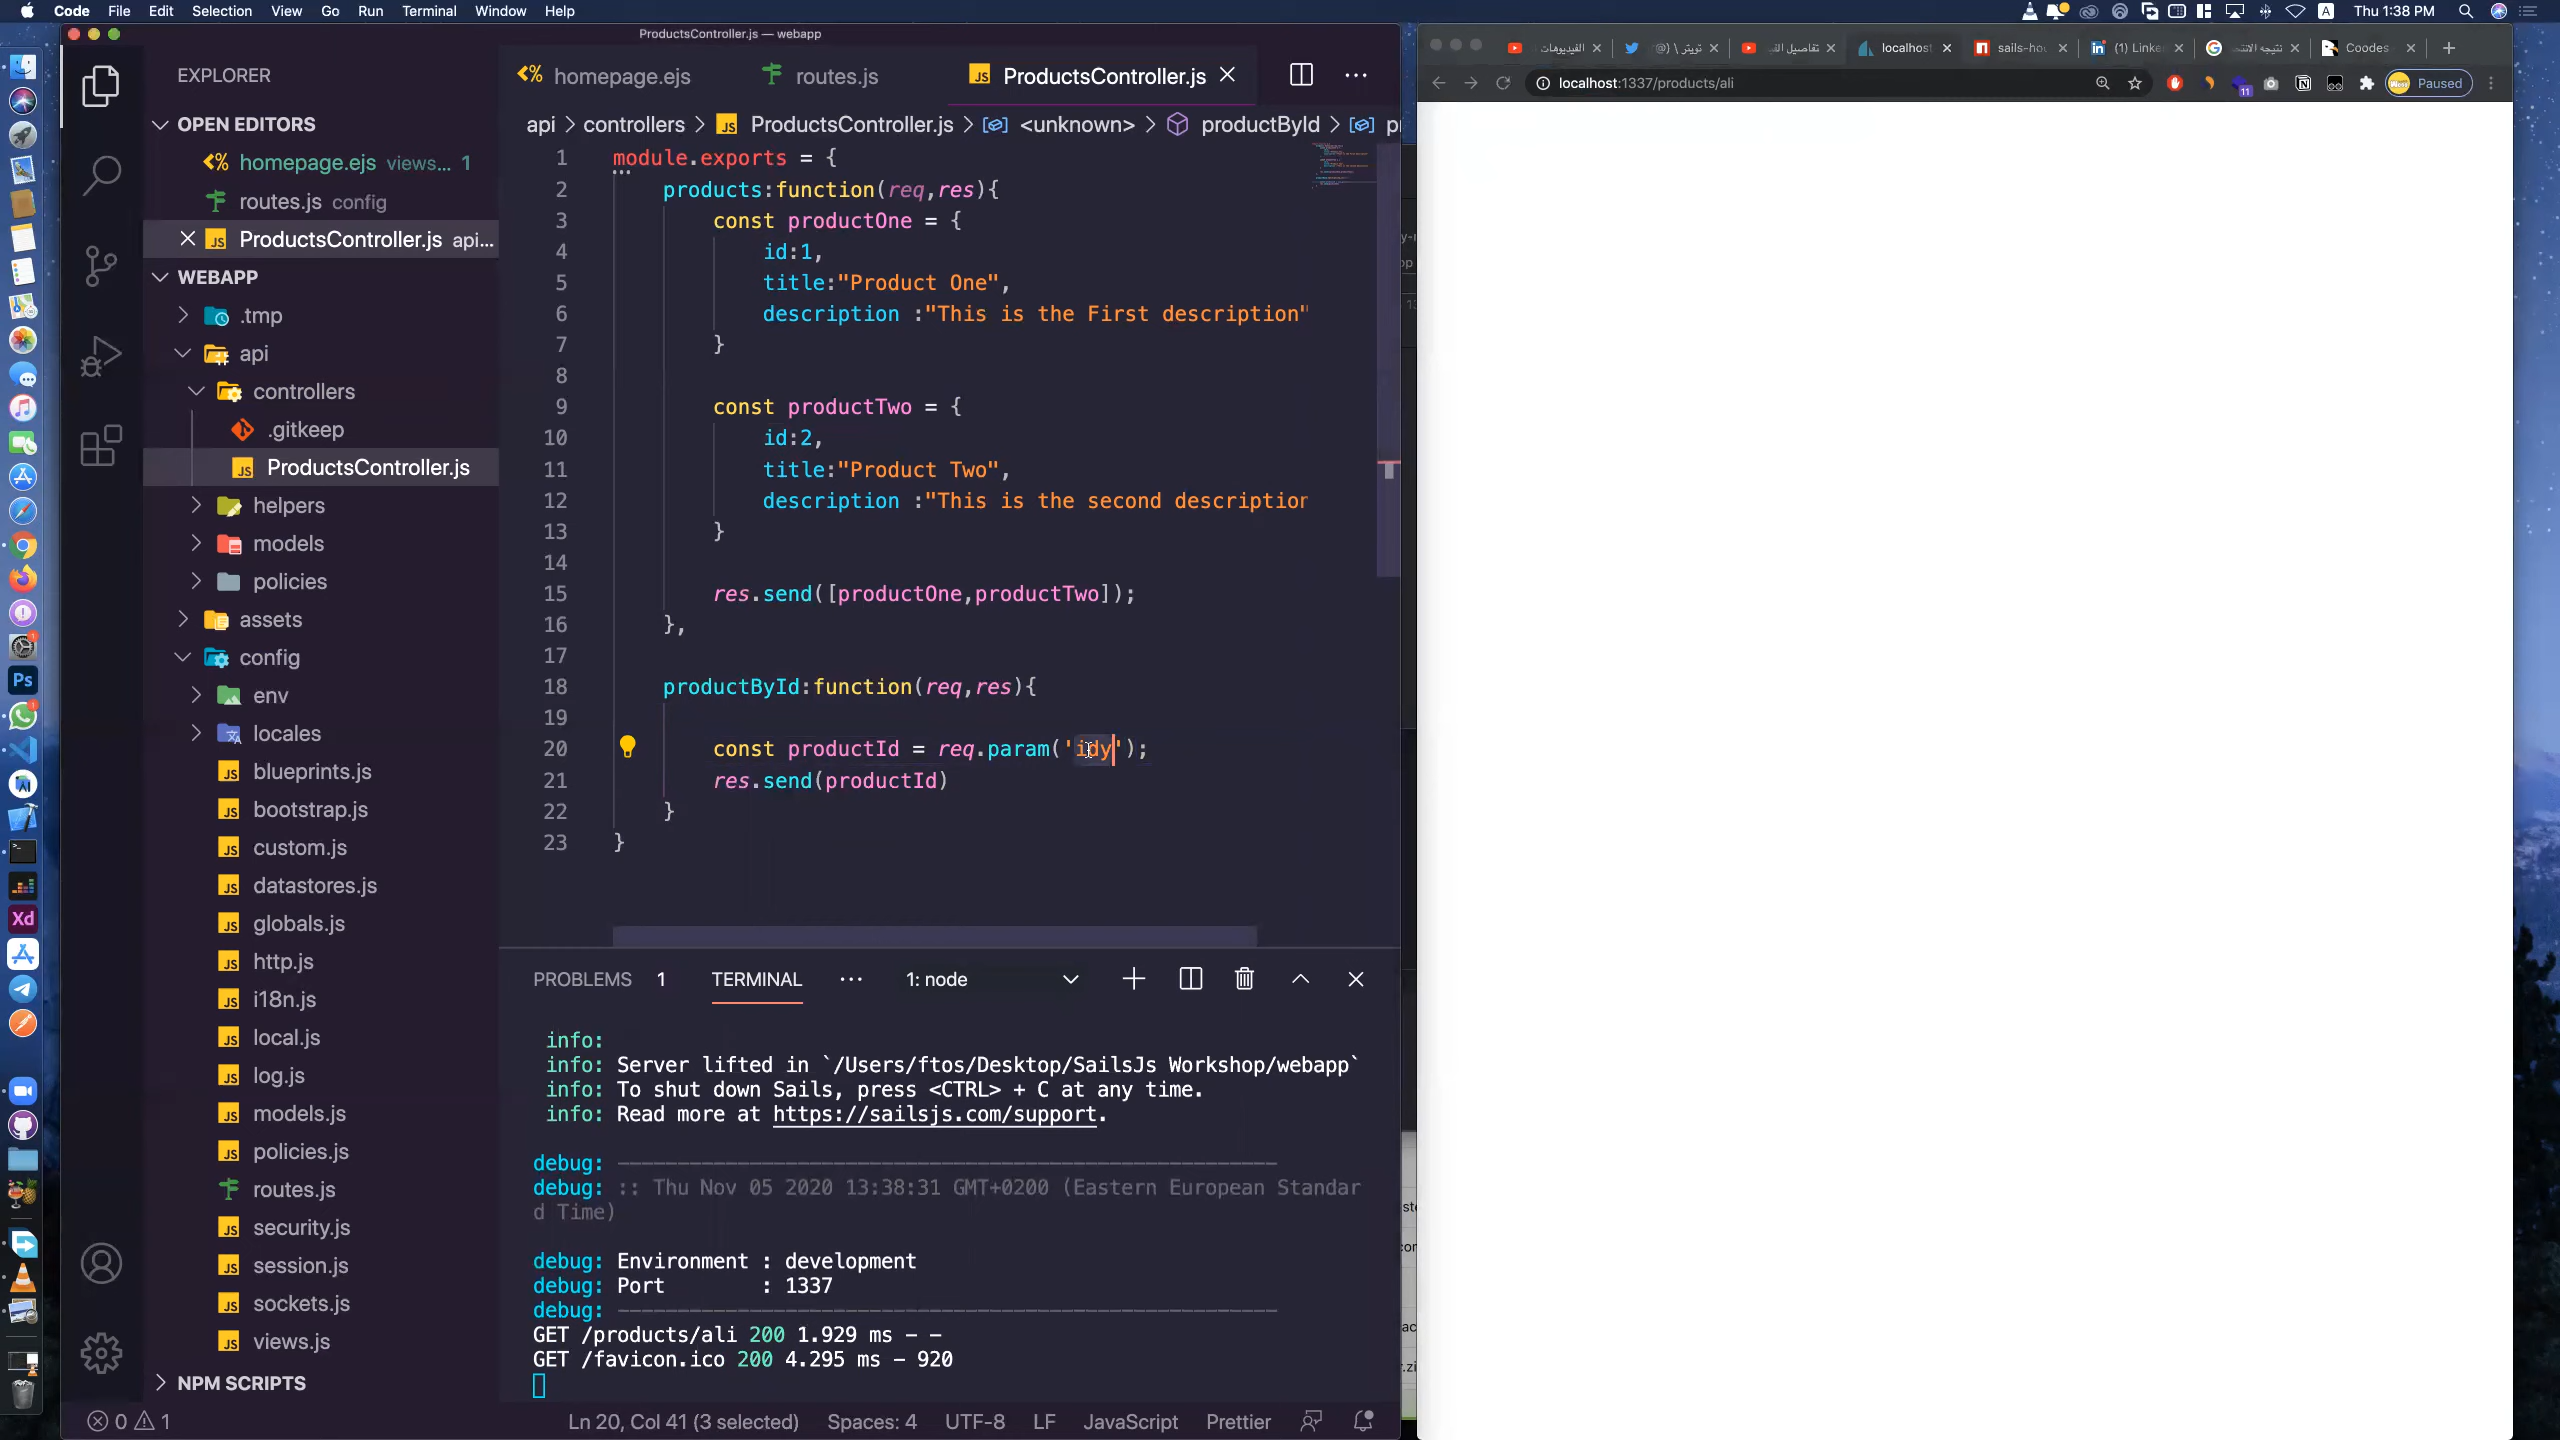 Code File Edit Selection View Go Run Terminal Window Help
Thu 1:38 PM
ProductsController.js — webapp
EXPLORER
OPEN EDITORS
homepage.ejs views... 1
routes.js config
ProductsController.js api...
WEBAPP
.tmp
api
controllers
.gitkeep
ProductsController.js
helpers
models
policies
assets
config
env
locales
blueprints.js
bootstrap.js
custom.js
datastores.js
globals.js
http.js
i18n.js
local.js
log.js
models.js
policies.js
routes.js
security.js
session.js
sockets.js
views.js
NPM SCRIPTS
homepage.ejs
routes.js
ProductsController.js
api > controllers > ProductsController.js > <unknown> > productById >
1 module.exports = {
2 products:function(req,res){
3 const productOne = {
4 id:1,
5 title:"Product One",
6 description :"This is the First description"
7 }
8
9 const productTwo = {
10 id:2,
11 title:"Product Two",
12 description :"This is the second description
13 }
14
15 res.send([productOne,productTwo]);
16 },
17
18 productById:function(req,res){
19
20 const productId = req.param('idy');
21 res.send(productId)
22 }
23 }
PROBLEMS 1 TERMINAL ... 1: node
info:
info: Server lifted in `/Users/ftos/Desktop/SailsJs Workshop/webapp`
info: To shut down Sails, press <CTRL> + C at any time.
info: Read more at https://sailsjs.com/support.
debug: -------------------------------------------------------
debug: :: Thu Nov 05 2020 13:38:31 GMT+0200 (Eastern European Standar
d Time)
debug: Environment : development
debug: Port : 1337
debug: -------------------------------------------------------
GET /products/ali 200 1.929 ms - -
GET /favicon.ico 200 4.295 ms - 920
0 1
Ln 20, Col 41 (3 selected) Spaces: 4 UTF-8 LF JavaScript Prettier
الفيديوهات
تويتر
localhost
sails-hou
(1) Linke
نتيجة
Coodes
localhost:1337/products/ali
11
Paused
Ps
Xd